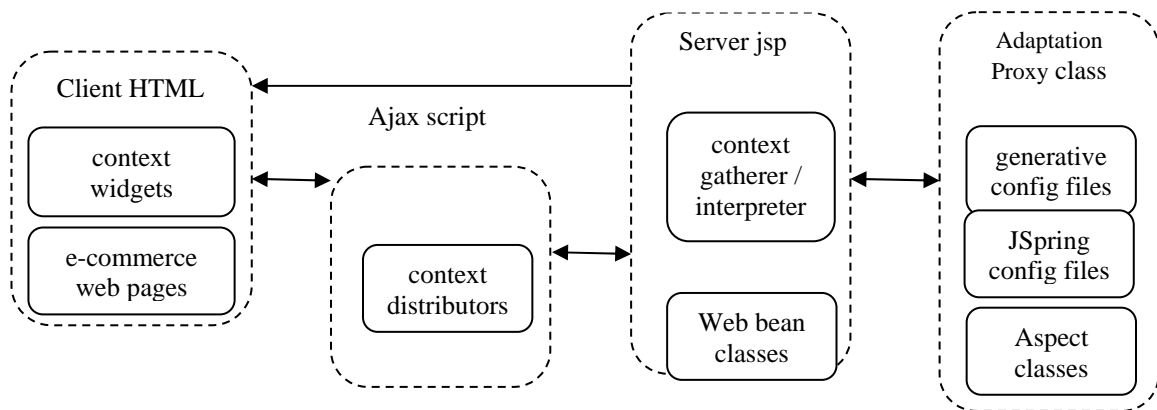 Client HTML
context
widgets
e-commerce
web pages
Ajax script
context
distributors
Server jsp
context
gatherer /
interpreter
Web bean
classes
Adaptation
Proxy class
generative
config files
JSpring
config files
Aspect
classes